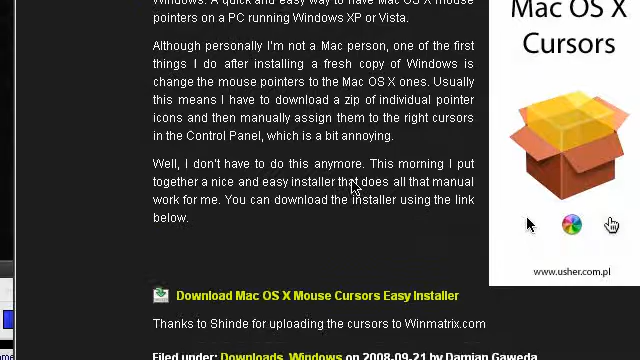 Windows. A quick and easy way to have Mac OS X mouse
pointers on a PC running Windows XP or Vista.
Although personally I'm not a Mac person, one of the first
things I do after installing a fresh copy of Windows is
change the mouse pointers to the Mac OS X ones. Usually
this means I have to download a zip of individual pointer
icons and then manually assign them to the right cursors
in the Control Panel, which is a bit annoying.
Well, I don't have to do this anymore. This morning I put
together a nice and easy installer that does all that manual
work for me. You can download the installer using the link
below.
Mac OS X
Cursors
www.usher.com.pl
Download Mac OS X Mouse Cursors Easy Installer
Thanks to Shinde for uploading the cursors to Winmatrix.com
Filed under: Downloads, Windows on 2008-09-21 by Damian Gaweda